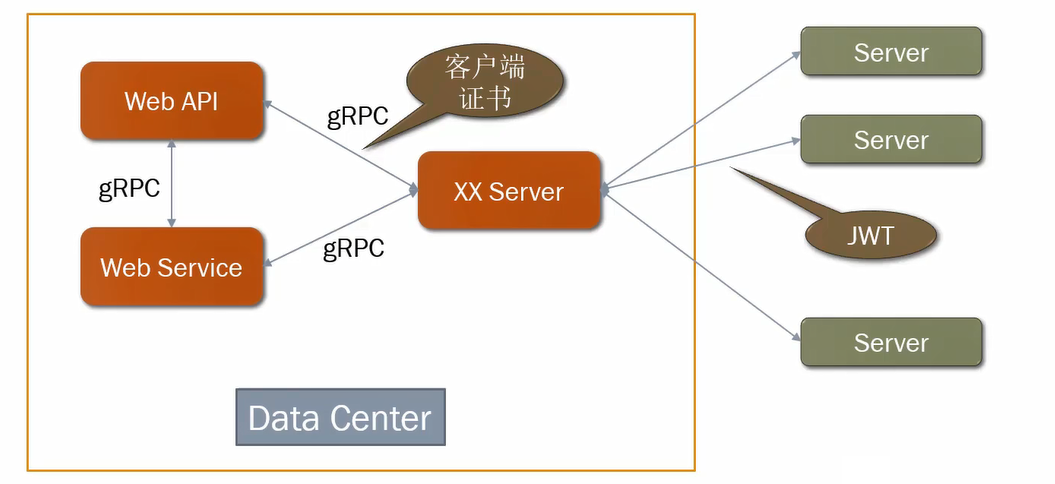 Web API
gRPC
客户端
证书
gRPC
XX Server
Web Service
gRPC
Data Center
Server
Server
JWT
Server